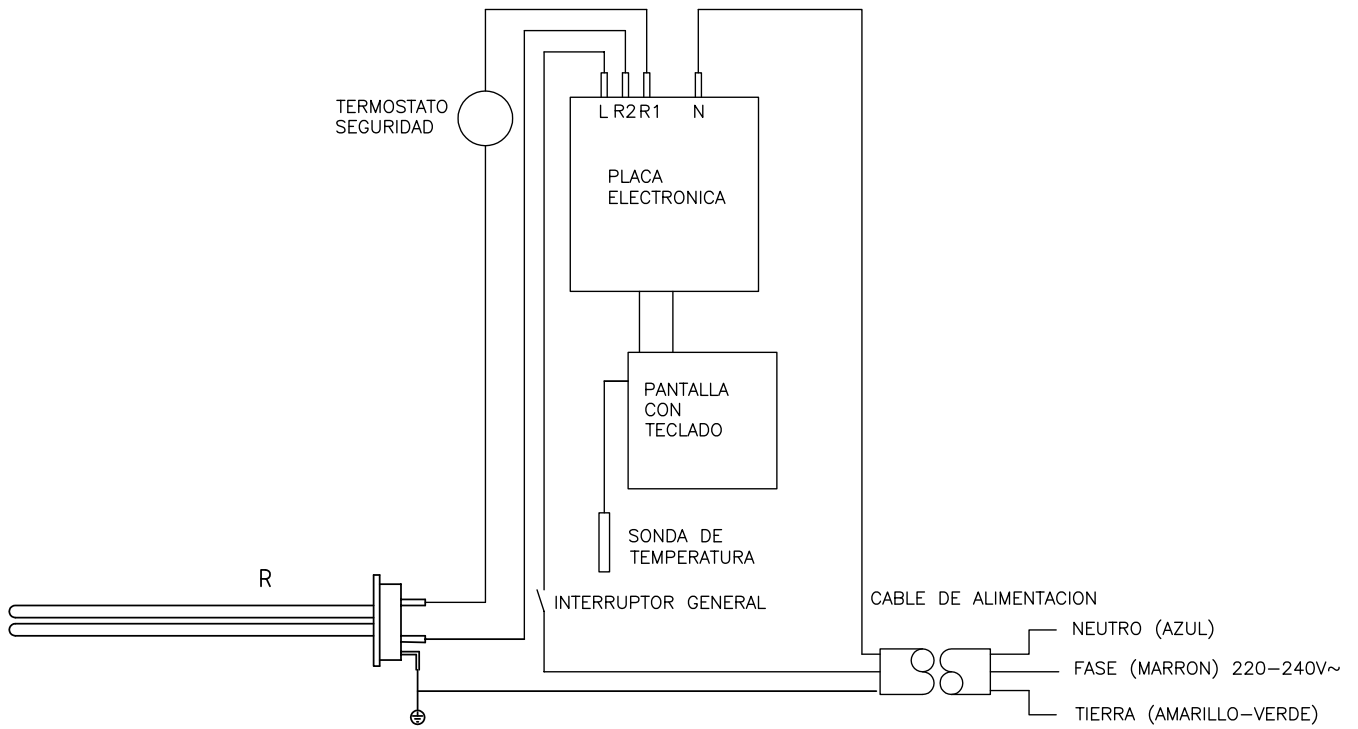 TERMOSTATO
SEGURIDAD
L R2 R1 N
PLACA
ELECTRONICA
PANTALLA
CON
TECLADO
SONDA DE
TEMPERATURA
R
INTERRUPTOR GENERAL
CABLE DE ALIMENTACION
NEUTRO (AZUL)
FASE (MARRON) 220-240V~
TIERRA (AMARILLO-VERDE)